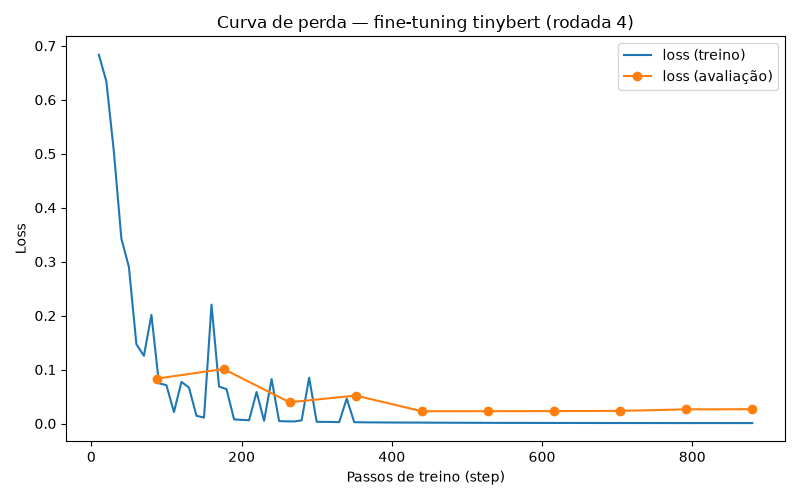 Curva de perda — fine-tuning tinybert (rodada 4)
loss (treino)
loss (avaliação)
Loss
0.7
0.6
0.5
0.4
0.3
0.2
0.1
0.0
0
200
400
600
800
Passos de treino (step)